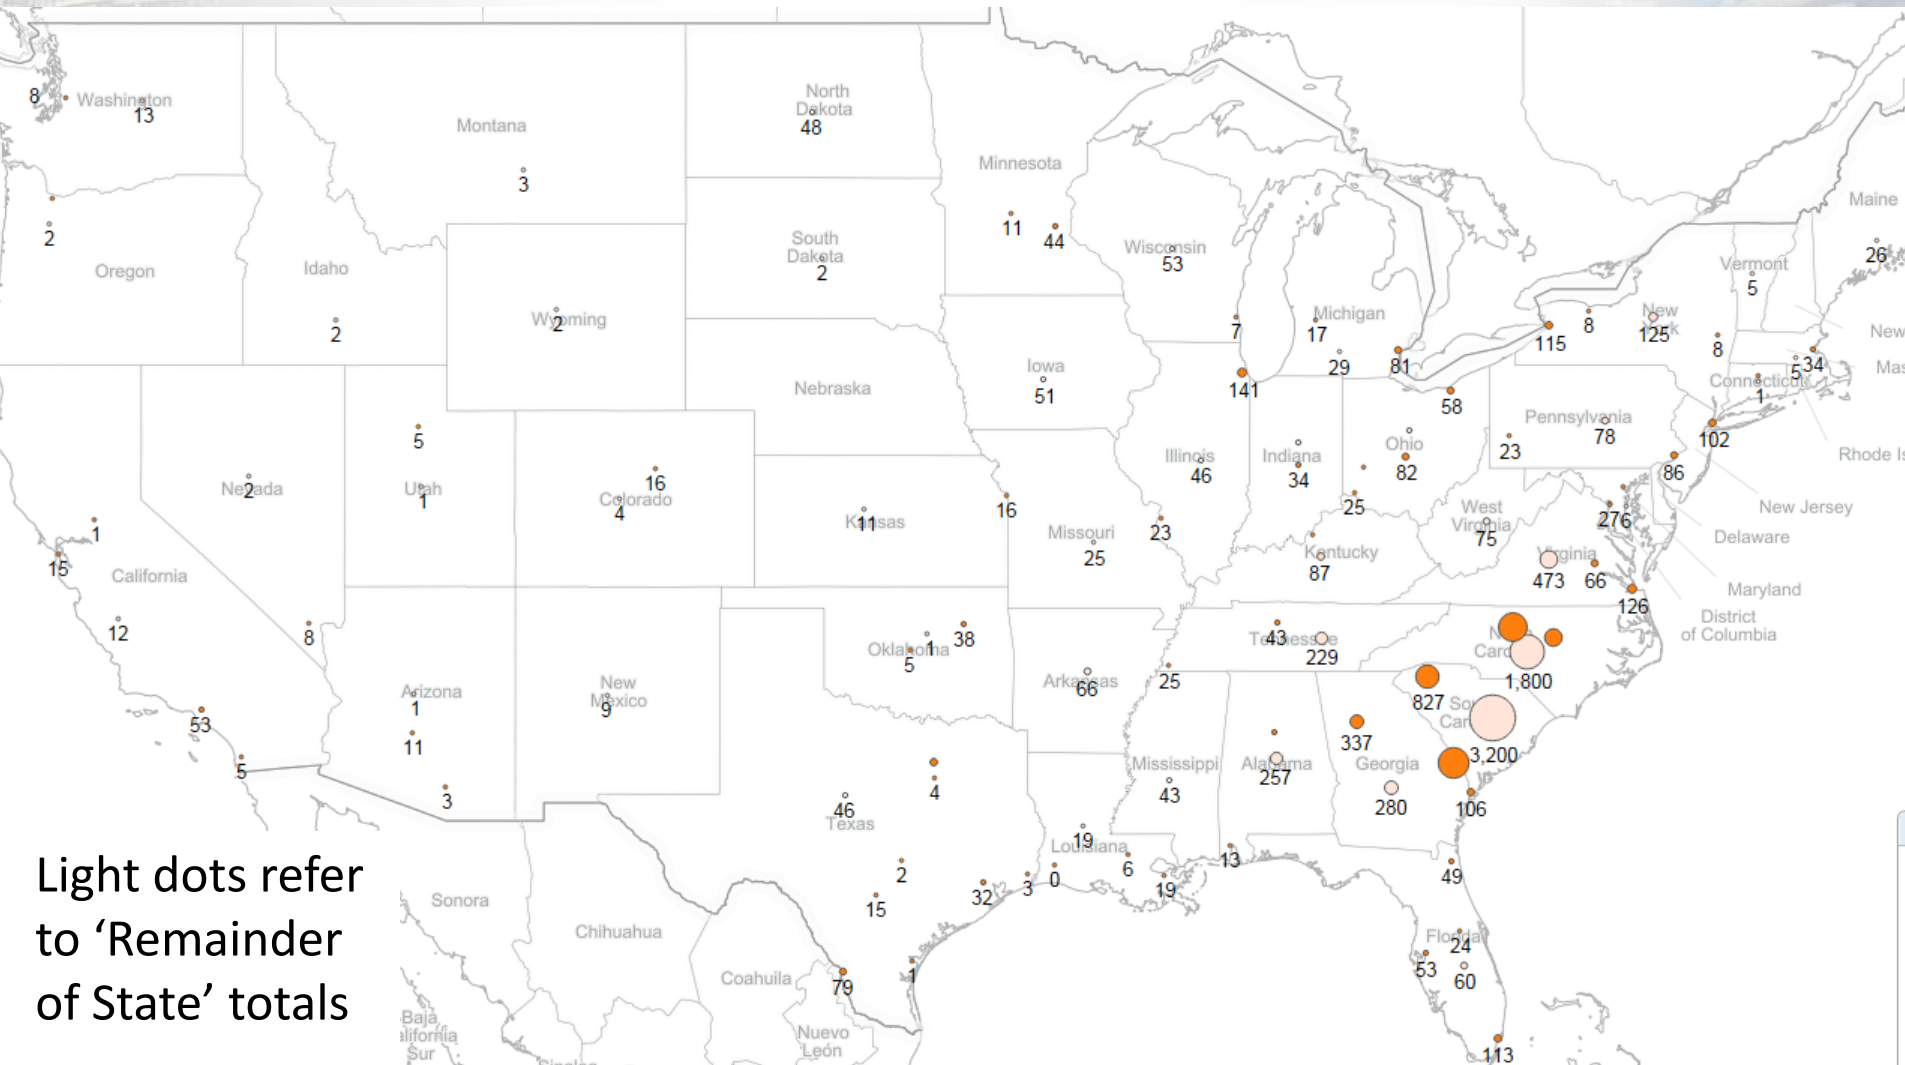 North
Dakota
48
8
Washington
13
Montana
3
Minnesota
Maine
26
2
Oregon
Idaho
2
Wyoming
2
South
Dakota
2
11
44
Wisconsin
53
7
Michigan
17
29
81
115
8
New
125
8
Vermont
5
New
34
5
Mas
Connecticut
1
Rhode Is
Nebraska
Iowa
51
141
58
Pennsylvania
78
23
102
86
New Jersey
Delaware
Maryland
District
of Columbia
Nevada
2
5
Utah
1
16
Colorado
4
11
Kansas
16
Missouri
25
23
Illinois
46
Indiana
34
Ohio
82
25
West
Virginia
75
276
Kentucky
87
Virginia
473
66
126
1
15
California
12
8
53
5
Arizona
1
11
3
New
Mexico
9
Oklahoma
1
5
38
Arkansas
66
43
Tennessee
229
25
1,800
827
3,200
337
Georgia
280
106
Mississippi
43
Alabama
257
13
4
46
Texas
2
15
32
3
0
19
Louisiana
6
19
79
1
49
Florida
24
53
60
113
Sonora
Chihuahua
Coahuila
Nuevo
León
Baja
alifornia
Sur
Light dots refer
to ‘Remainder
of State’ totals